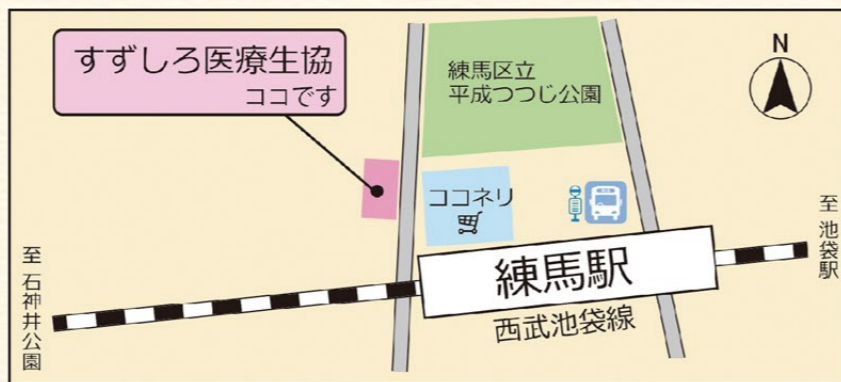 すずしろ医療生協
ココです
練馬区立
平成つつじ公園
N
ココネリ
至 池袋駅
至 石神井公園
練馬駅
西武池袋線